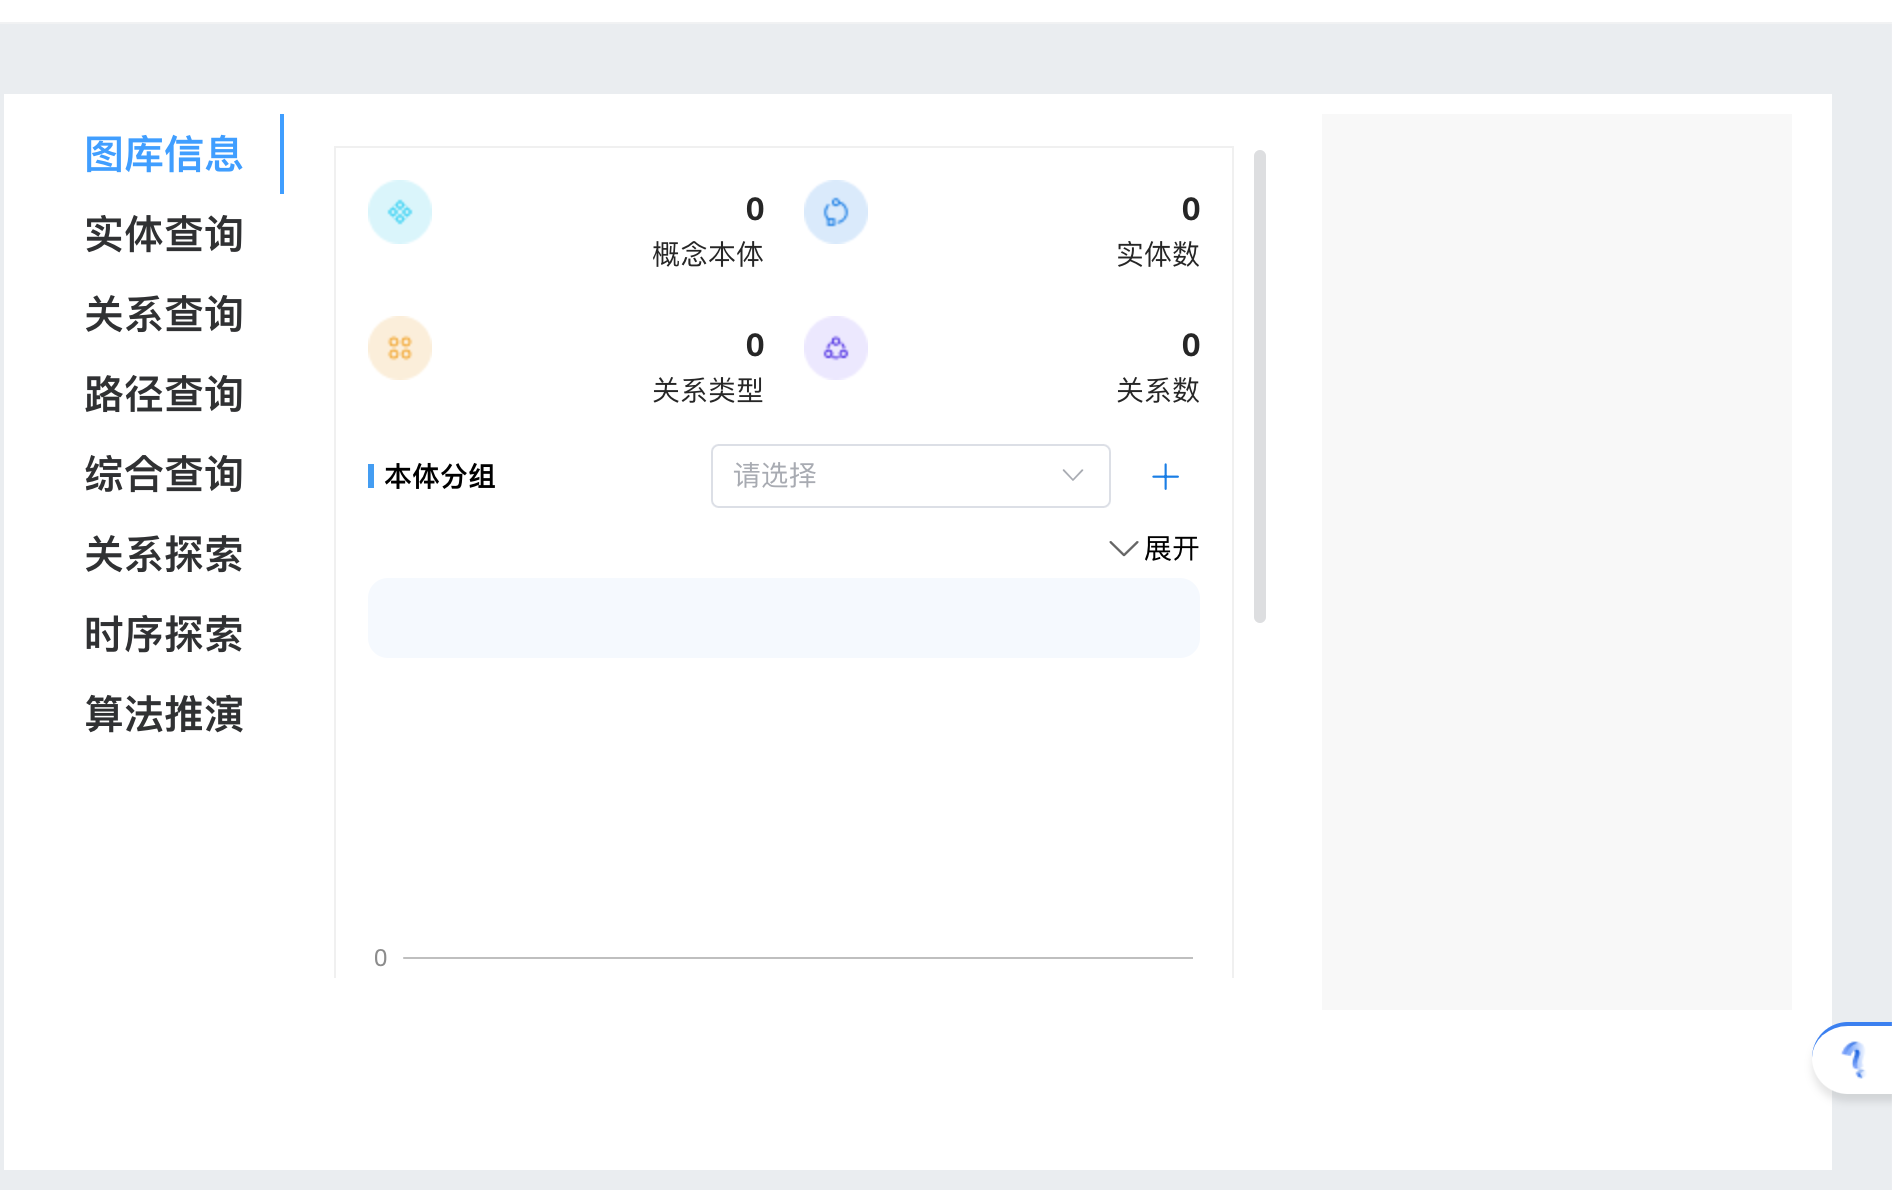 图库信息
实体查询
关系查询
路径查询
综合查询
关系探索
时序探索
算法推演
0
概念本体
0
实体数
0
关系类型
0
关系数
本体分组
请选择
展开
0